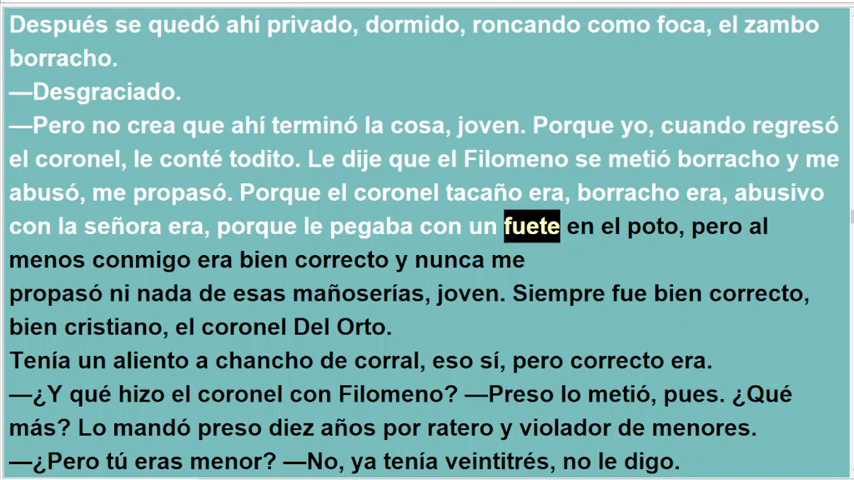 Después se quedó ahí privado, dormido, roncando como foca, el zambo
borracho.
—Desgraciado.
—Pero no crea que ahí terminó la cosa, joven. Porque yo, cuando regresó
el coronel, le conté todito. Le dije que el Filomeno se metió borracho y me
abusó, me propasó. Porque el coronel tacaño era, borracho era, abusivo
con la señora era, porque le pegaba con un fuete en el poto, pero al
menos conmigo era bien correcto y nunca me
propasó ni nada de esas mañoserías, joven. Siempre fue bien correcto,
bien cristiano, el coronel Del Orto.
Tenía un aliento a chancho de corral, eso sí, pero correcto era.
—¿Y qué hizo el coronel con Filomeno? —Preso lo metió, pues. ¿Qué
más? Lo mandó preso diez años por ratero y violador de menores.
—¿Pero tú eras menor? —No, ya tenía veintitrés, no le digo.